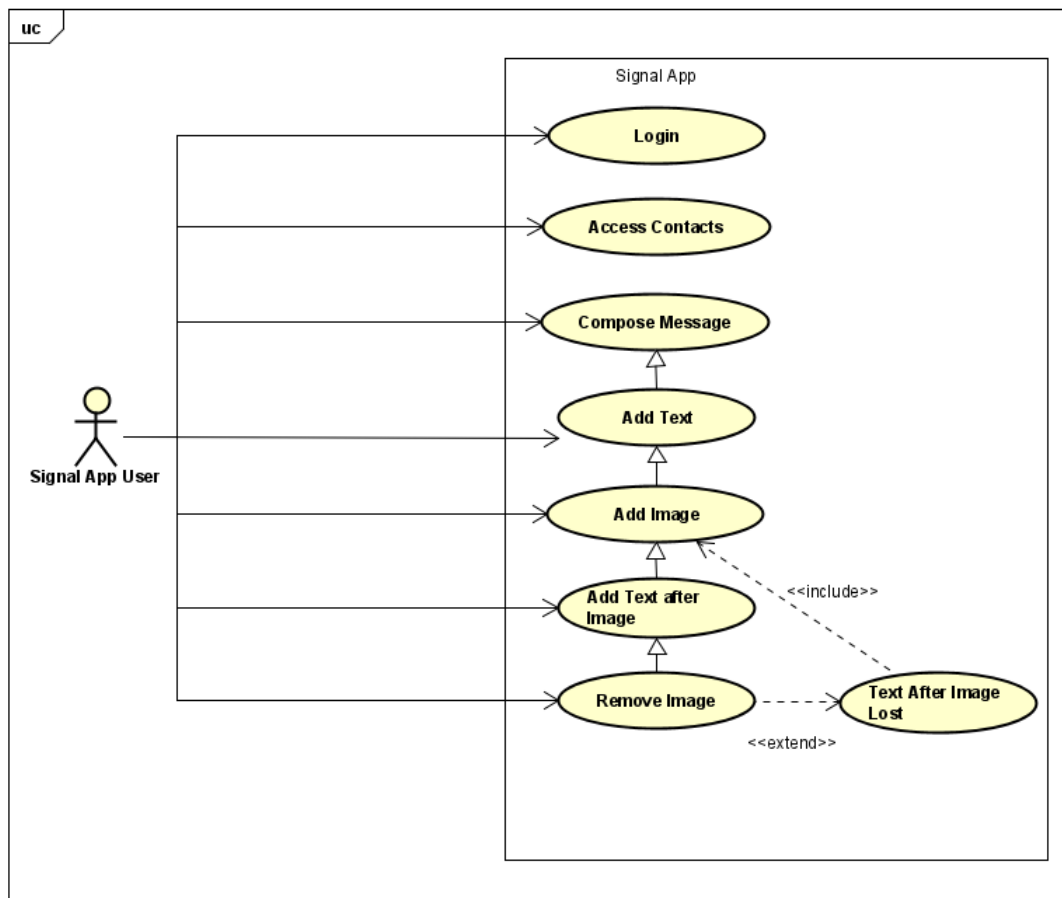 uc
Signal App
Login
Access Contacts
Compose Message
Add Text
Signal App User
Add Image
<<include>>
Add Text after
Image
Remove Image
Text After Image
Lost
<<extend>>